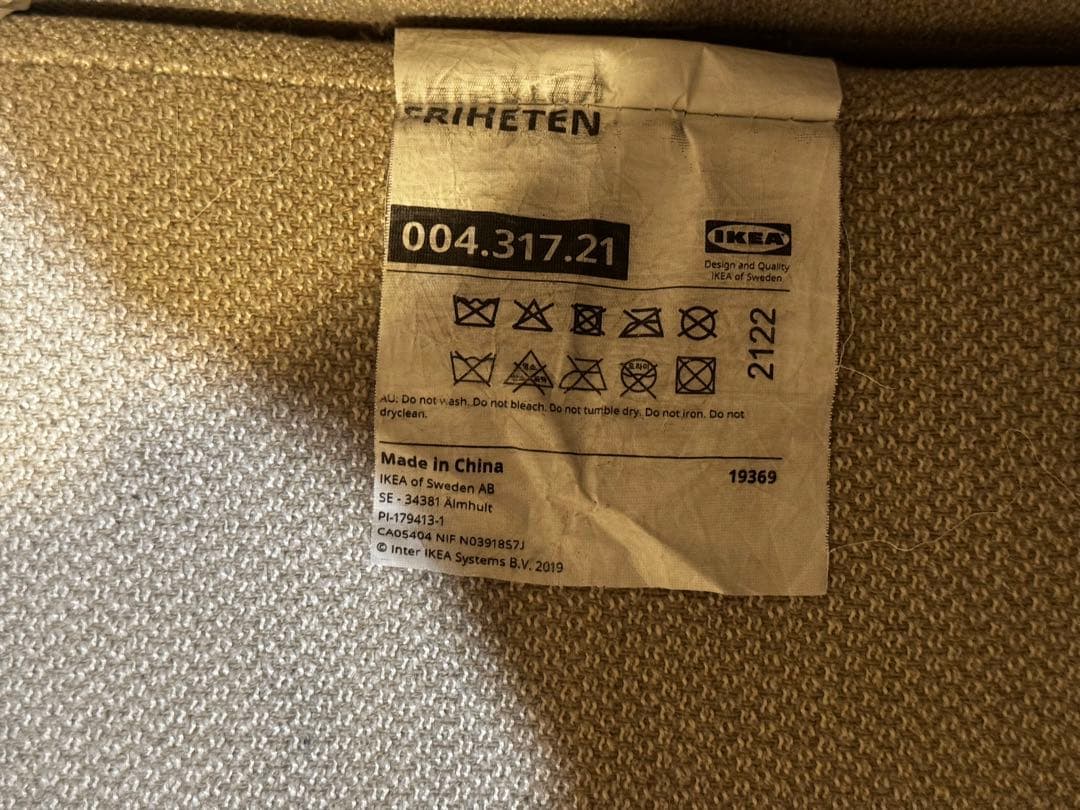 FRIHETEN
004.317.21
IKEA
Design and Quality
IKEA of Sweden
2122
AU: Do not wash. Do not bleach. Do not tumble dry. Do not iron. Do not
dryclean.
Made in China
19369
IKEA of Sweden AB
SE - 34381 Älmhult
PI-179413-1
CA05404 NIF N0391857J
© Inter IKEA Systems B.V. 2019